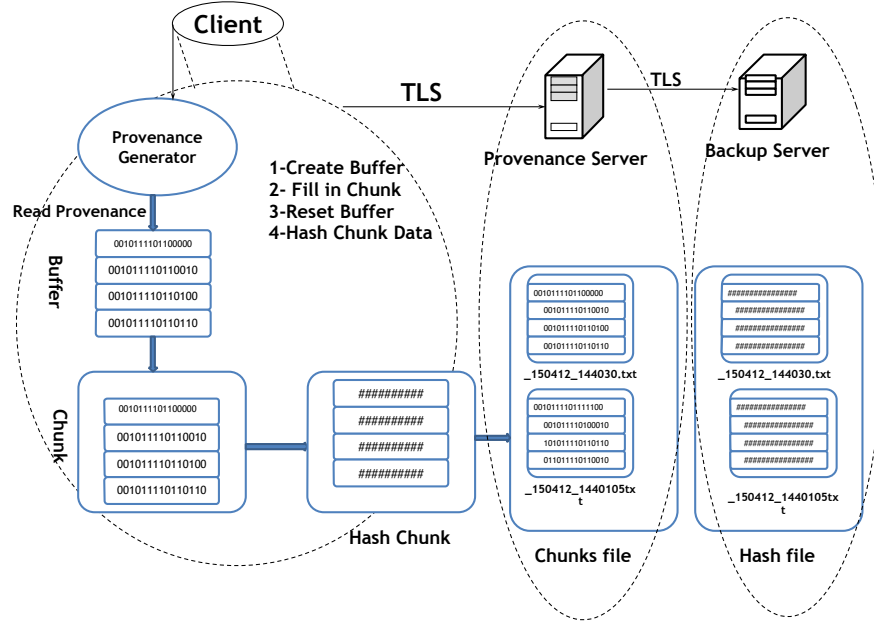 Client
TLS
TLS
Provenance
Generator
Provenance Server
Backup Server
1-Create Buffer
2- Fill in Chunk
3-Reset Buffer
4-Hash Chunk Data
Read Provenance
Buffer
0010111101100000
001011110110010
001011110110100
001011110110110
Chunk
0010111101100000
001011110110010
001011110110100
001011110110110
##########
##########
##########
##########
Hash Chunk
0010111101100000
001011110110010
001011110110100
001011110110110
_150412_144030.txt
0010111101111100
001011110100010
101011110110110
011011110110010
_150412_1440105tx
t
Chunks file
###############
###############
###############
###############
_150412_144030.txt
###############
###############
###############
###############
_150412_1440105tx
t
Hash file